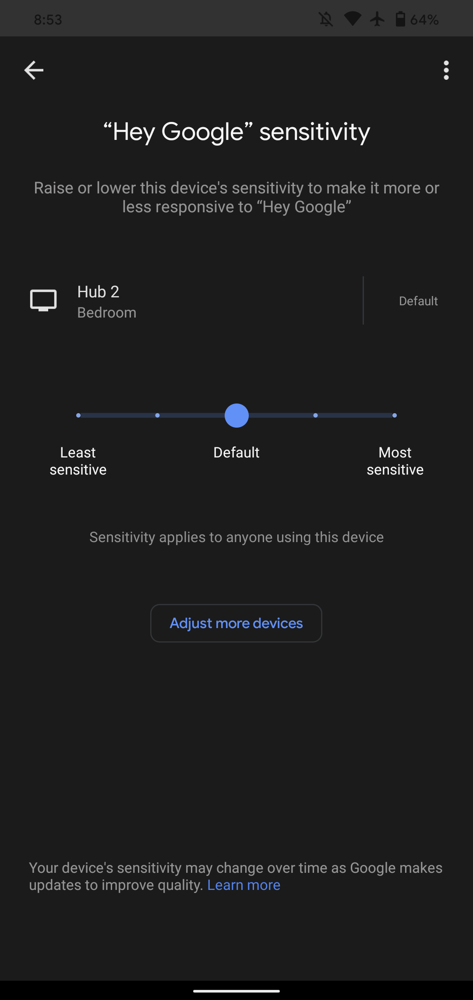 8:53
64%
“Hey Google” sensitivity
Raise or lower this device's sensitivity to make it more or
less responsive to “Hey Google”
Hub 2
Bedroom
Default
Least
sensitive
Default
Most
sensitive
Sensitivity applies to anyone using this device
Adjust more devices
Your device's sensitivity may change over time as Google makes
updates to improve quality. Learn more